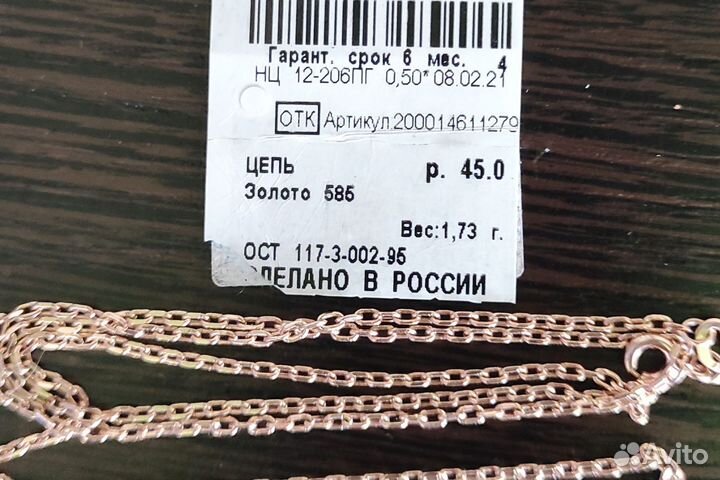 Гарант. срок 6 мес. 4
НЦ 12-206ПГ 0,50* 08.02.21
ОТК Артикул.200014611279
ЦЕПЬ р. 45.0
Золото 585
Вес:1,73 г.
ОСТ 117-3-002-95
СДЕЛАНО В РОССИИ
Avito